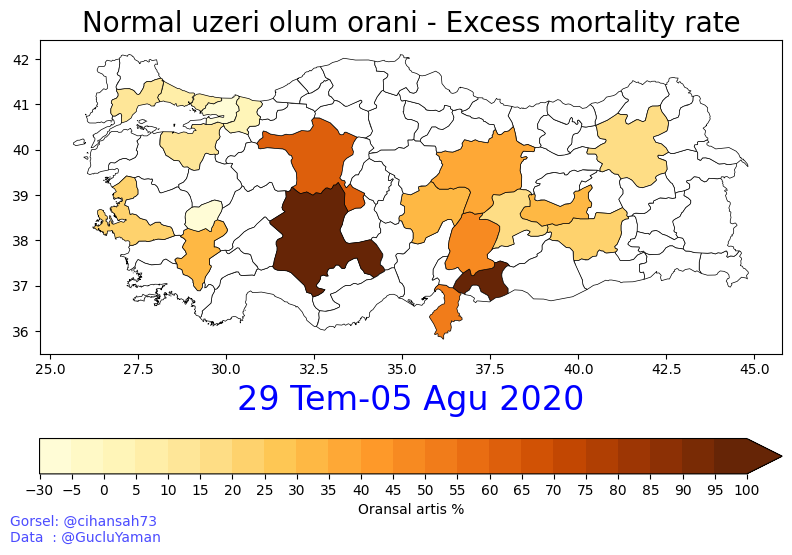 Normal uzeri olum orani - Excess mortality rate
42
41
40
39
38
37
36
25.0 27.5 30.0 32.5 35.0 37.5 40.0 42.5 45.0
29 Tem-05 Agu 2020
−30 −5 0 5 10 15 20 25 30 35 40 45 50 55 60 65 70 75 80 85 90 95 100
Oransal artis %
Gorsel: @cihansah73
Data : @GucluYaman